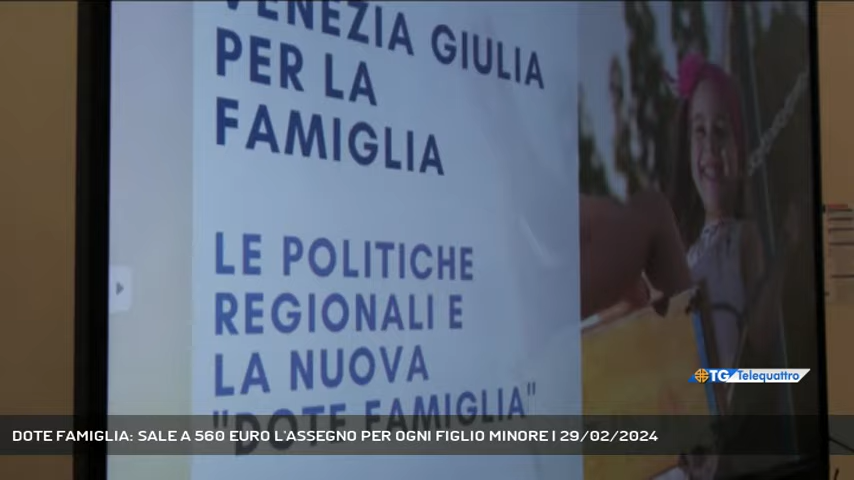 VENEZIA GIULIA
PER LA
FAMIGLIA
LE POLITICHE
REGIONALI E
LA NUOVA
"DOTE FAMIGLIA"
TG Telequattro
DOTE FAMIGLIA: SALE A 560 EURO L'ASSEGNO PER OGNI FIGLIO MINORE | 29/02/2024